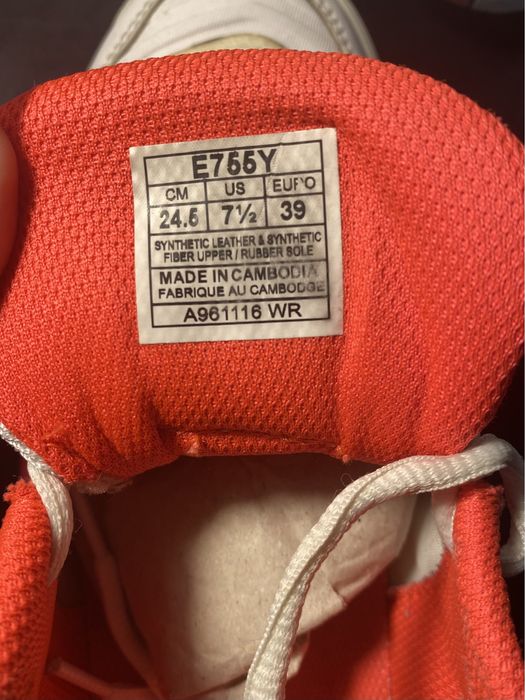 E755Y
CM US EURO
24.5 7½ 39
SYNTHETIC LEATHER & SYNTHETIC
FIBER UPPER / RUBBER SOLE
MADE IN CAMBODIA
FABRIQUE AU CAMBODGE
A961116 WR